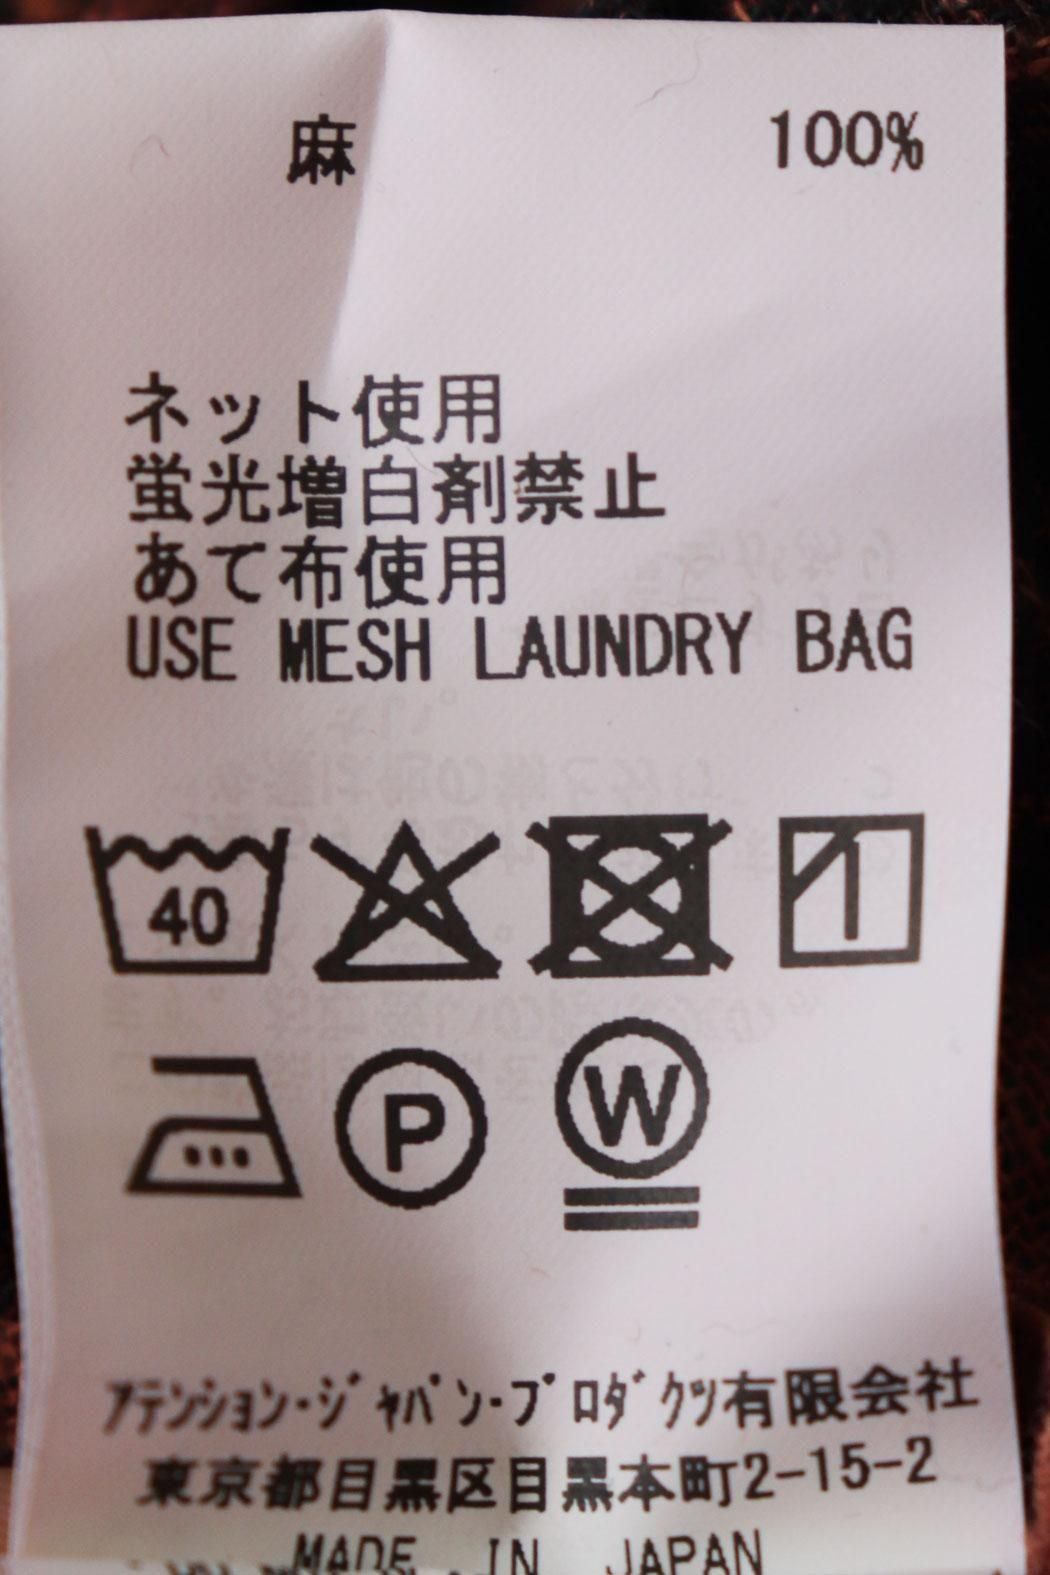 麻 100%
ネット使用
蛍光増白剤禁止
あて布使用
USE MESH LAUNDRY BAG
40
P
W
ｱﾃﾝｼｮﾝ･ｼﾞｬﾊﾟﾝ･ﾌﾟﾛﾀﾞｸﾂ有限会社
東京都目黒区目黒本町2-15-2
MADE IN JAPAN